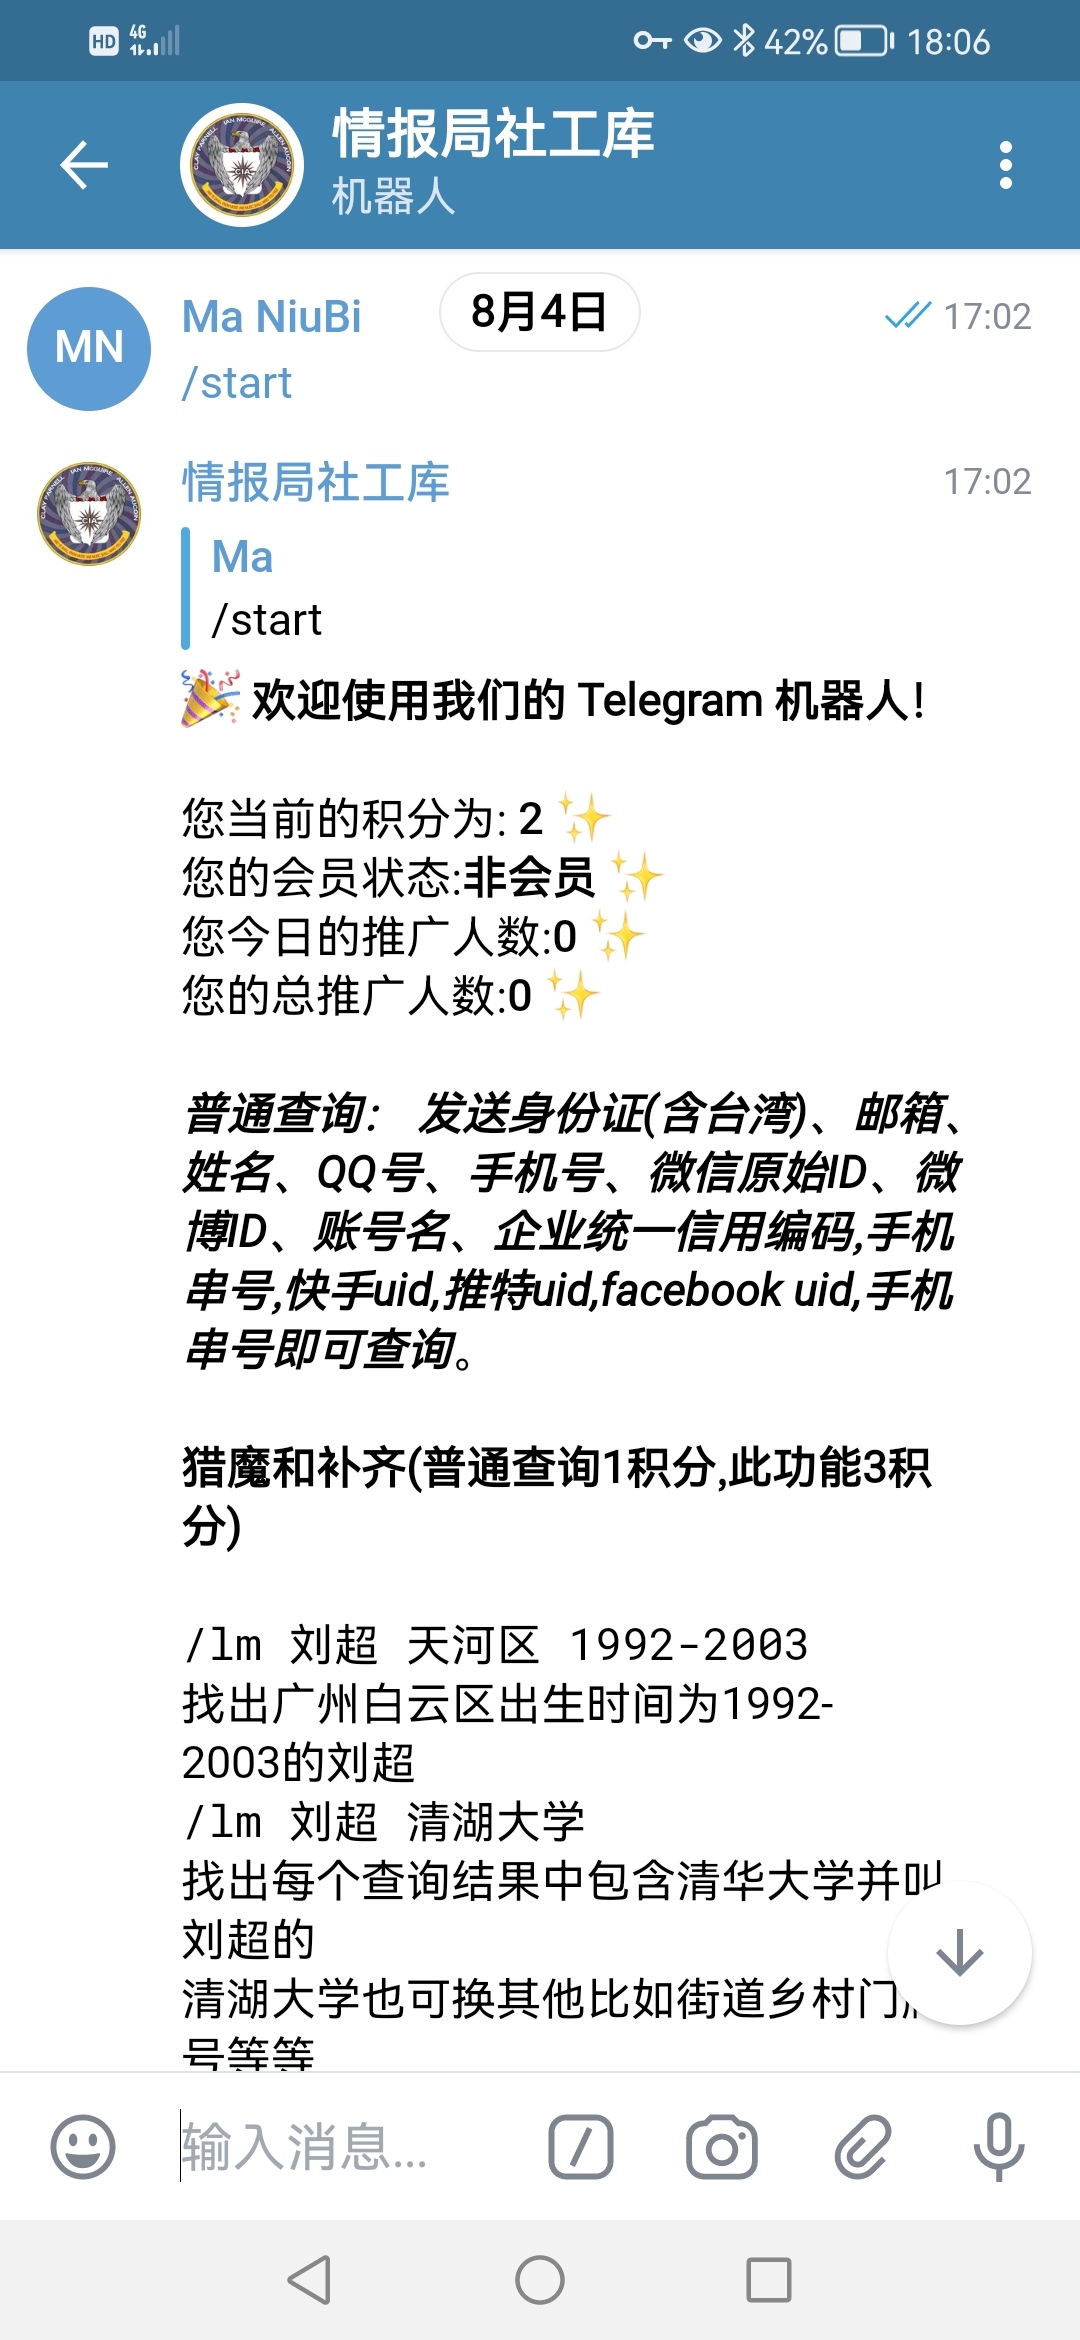 HD 4G 42% 18:06
情报局社工库
机器人
8月4日
MN
Ma NiuBi 17:02
/start
情报局社工库 17:02
Ma
/start
🎉 欢迎使用我们的 Telegram 机器人!
您当前的积分为: 2 ✨
您的会员状态:非会员 ✨
您今日的推广人数:0 ✨
您的总推广人数:0 ✨
普通查询: 发送身份证(含台湾)、邮箱、
姓名、QQ号、手机号、微信原始ID、微
博ID、账号名、企业统一信用编码,手机
串号,快手uid,推特uid,facebook uid,手机
串号即可查询。
猎魔和补齐(普通查询1积分,此功能3积
分)
/lm 刘超 天河区 1992-2003
找出广州白云区出生时间为1992-
2003的刘超
/lm 刘超 清湖大学
找出每个查询结果中包含清华大学并叫
刘超的
清湖大学也可换其他比如街道乡村门
号等等
输入消息...